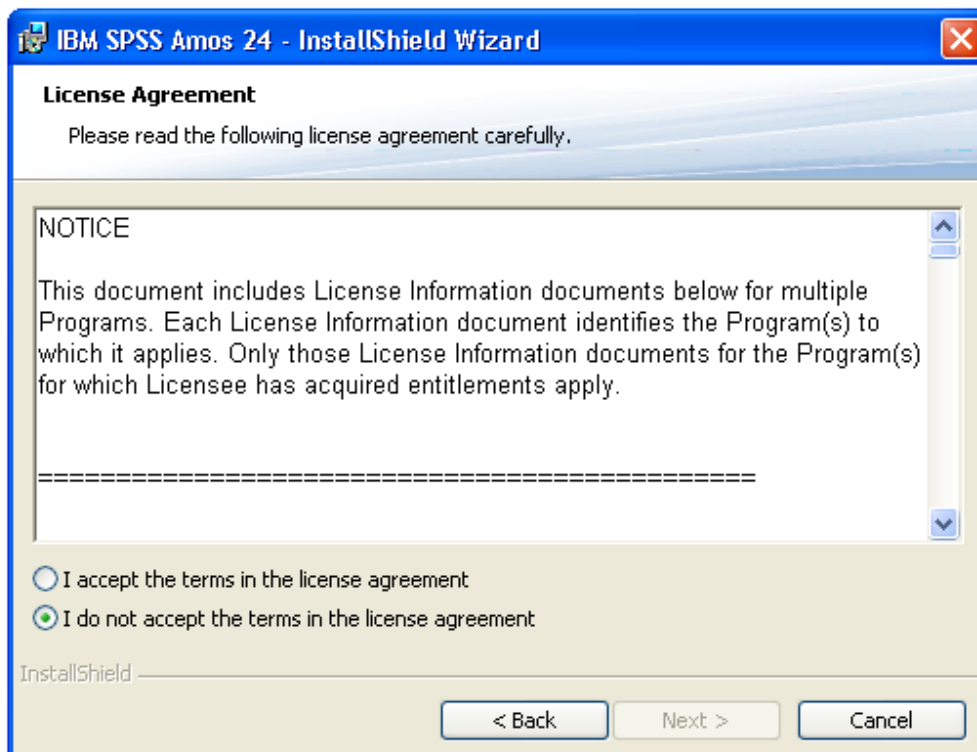 IBM SPSS Amos 24 - InstallShield Wizard
License Agreement
Please read the following license agreement carefully.
NOTICE
This document includes License Information documents below for multiple
Programs. Each License Information document identifies the Program(s) to
which it applies. Only those License Information documents for the Program(s)
for which Licensee has acquired entitlements apply.
==============================================
I accept the terms in the license agreement
I do not accept the terms in the license agreement
InstallShield
< Back
Next >
Cancel